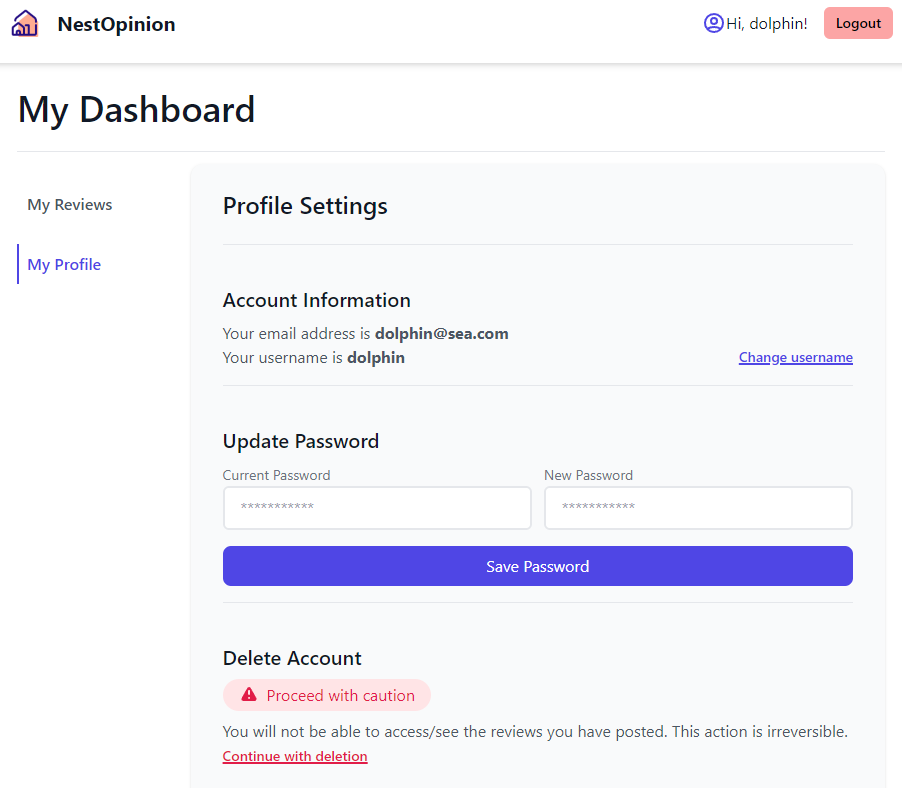 NestOpinion
Hi, dolphin!
Logout
My Dashboard
My Reviews
My Profile
Profile Settings
Account Information
Your email address is dolphin@sea.com
Your username is dolphin
Change username
Update Password
Current Password
New Password
***********
***********
Save Password
Delete Account
Proceed with caution
You will not be able to access/see the reviews you have posted. This action is irreversible.
Continue with deletion